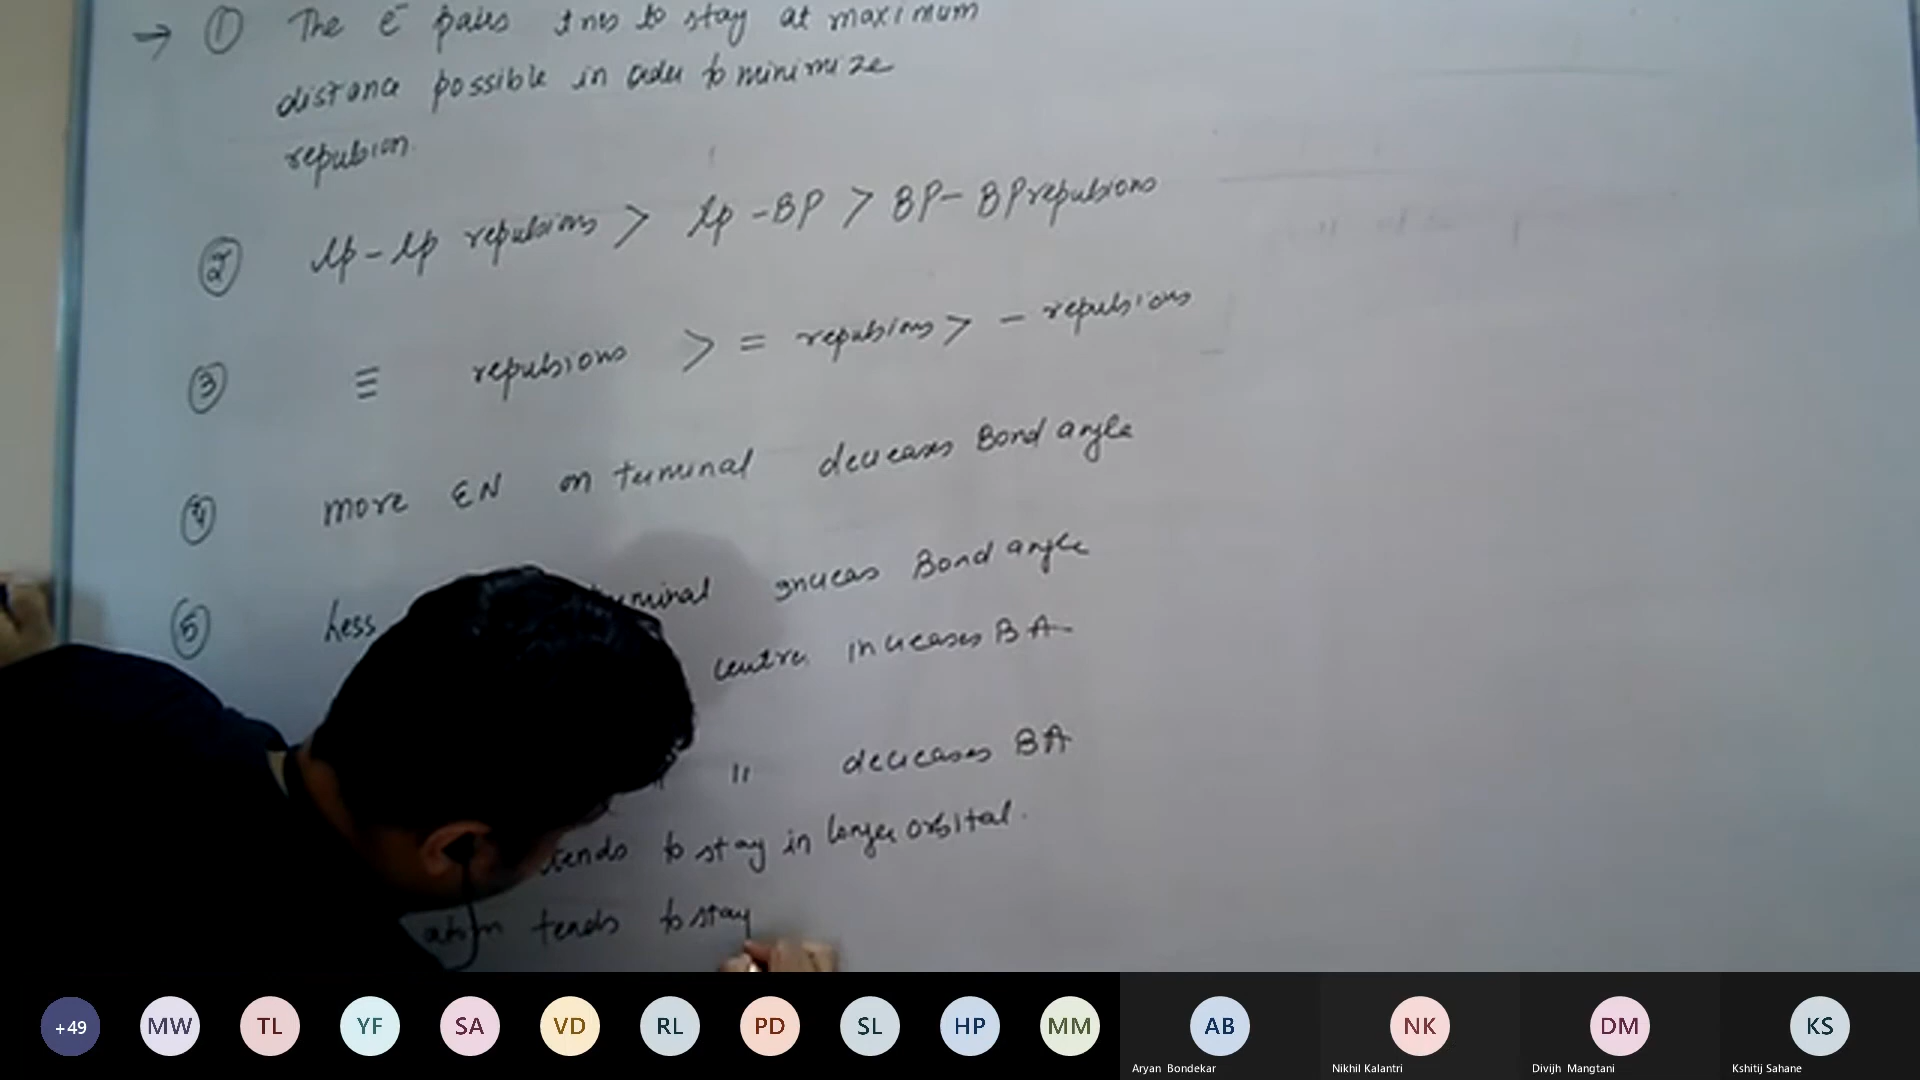 → ① The e⁻ pairs tries to stay at maximum
distance possible in order to minimize
repulsion.
② lp-lp repulsions > lp-BP > BP-BP repulsions
③ ≡ repulsions > = repulsions > - repulsions
④ more EN on terminal decreases Bond angle
⑤ Less terminal increases Bond angle
centre increases BA
" decreases BA
tends to stay in longer orbital.
atom tends to stay
+49 MW TL YF SA VD RL PD SL HP MM AB NK DM KS
Aryan Bondekar Nikhil Kalantri Divijh Mangtani Kshitij Sahane